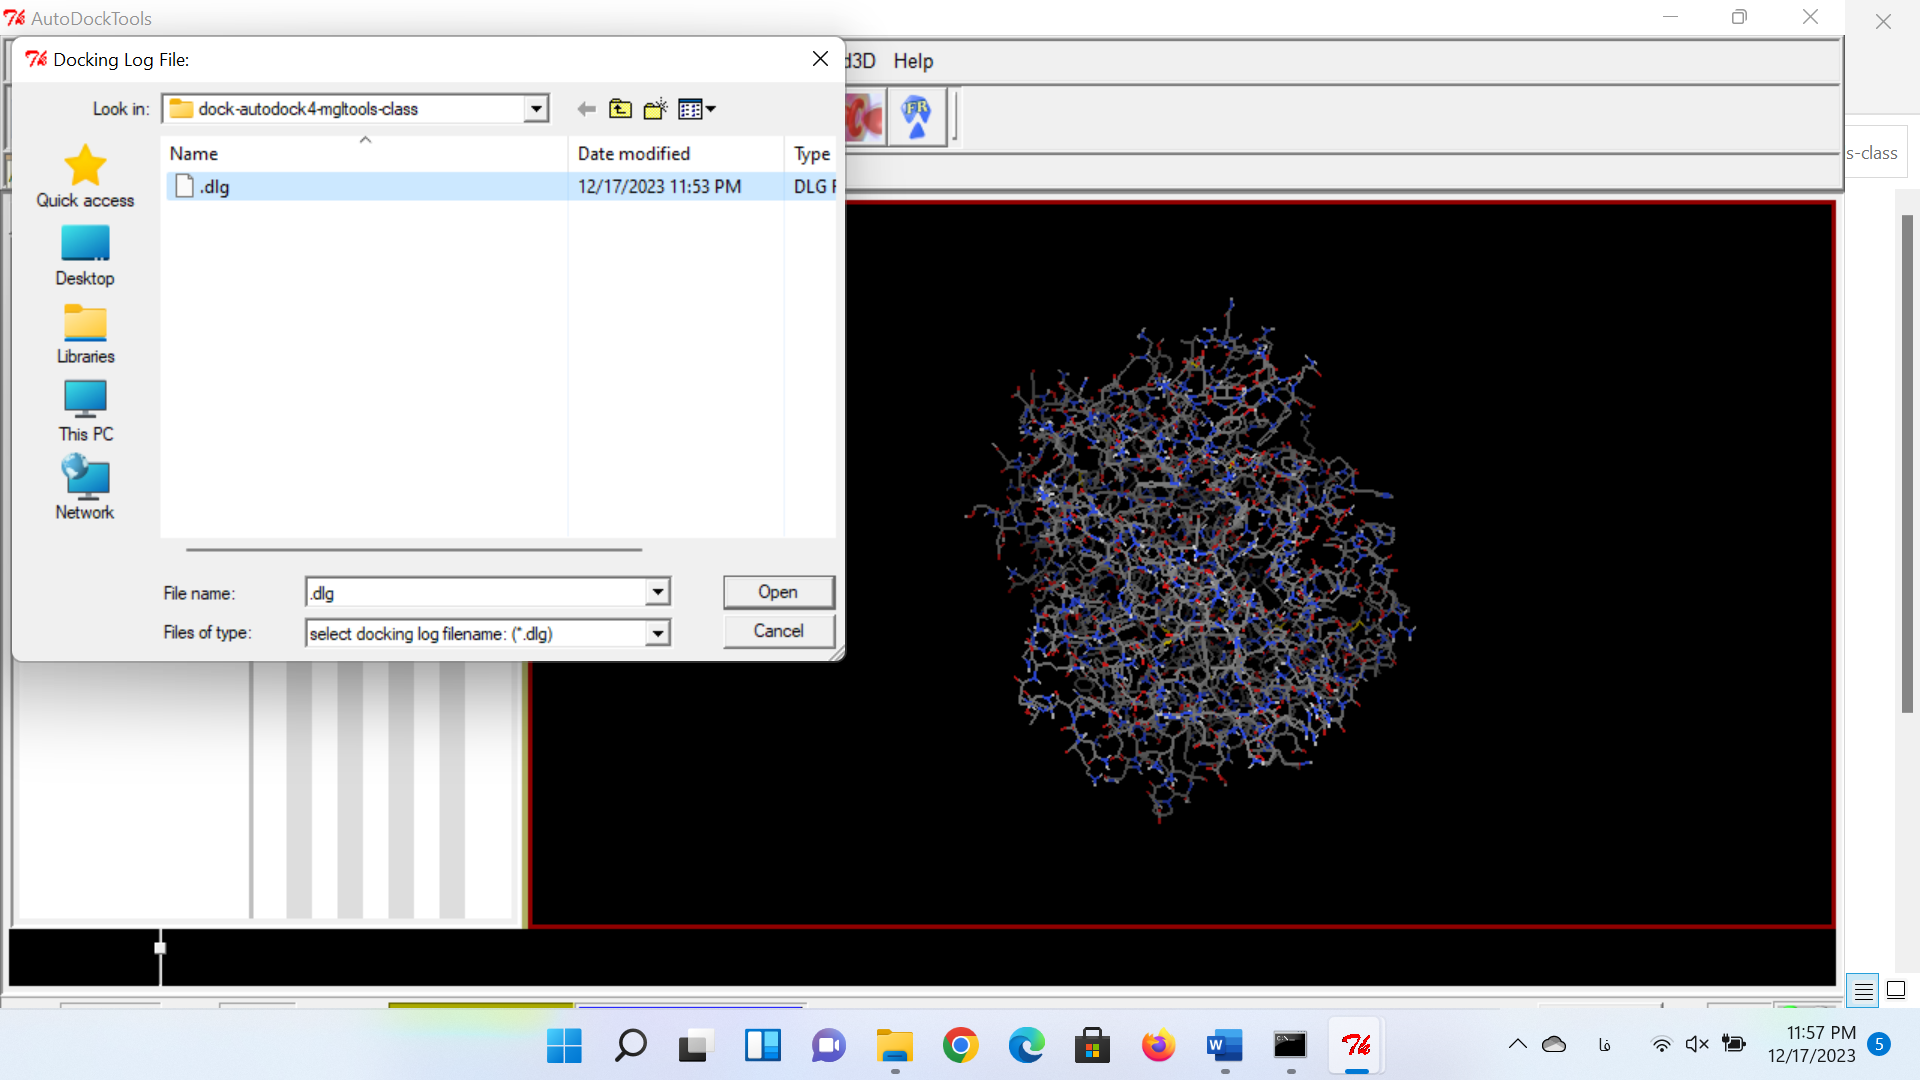 AutoDockTools
Docking Log File:
d3D Help
Look in: dock-autodock4-mgltools-class
s-class
Name Date modified Type
.dlg 12/17/2023 11:53 PM DLG F
Quick access
Desktop
Libraries
This PC
Network
File name: .dlg Open
Files of type: select docking log filename: (*.dlg) Cancel
فا
11:57 PM
12/17/2023
5